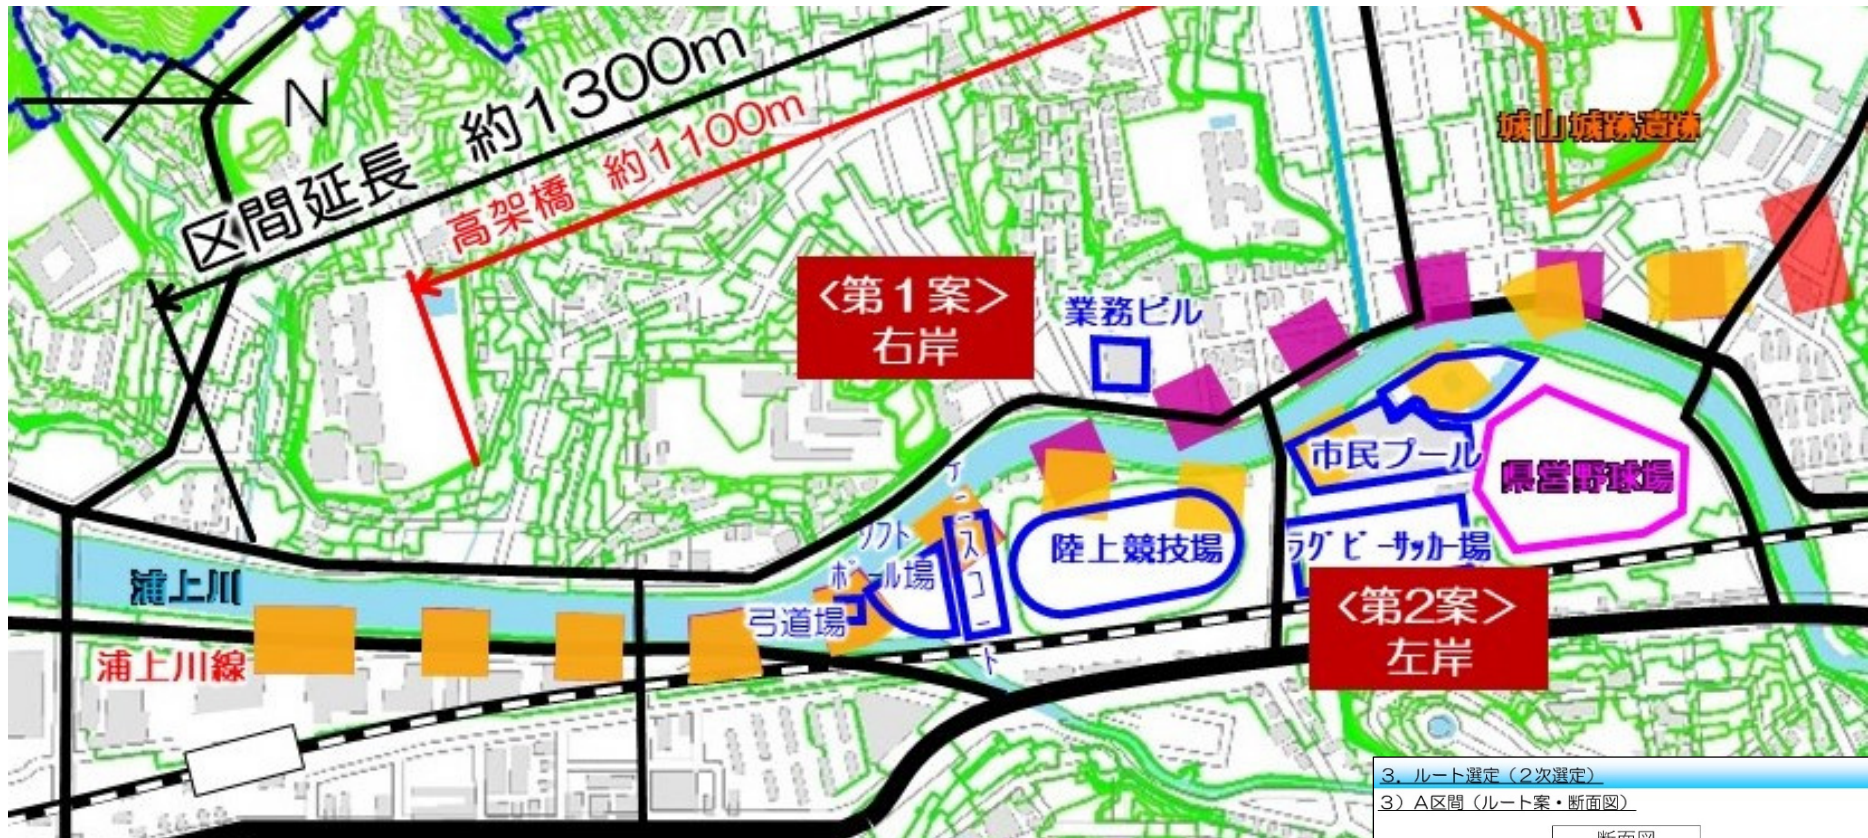 N
区間延長 約1300m
高架橋 約1100m
城山城跡遺跡
<第1案>
右岸
業務ビル
市民プール
県営野球場
テニスコート
ソフト
ボール場
陸上競技場
ラグビーサッカー場
弓道場
浦上川
浦上川線
<第2案>
左岸
3. ルート選定(2次選定)
3)A区間(ルート案・断面図)
断面図